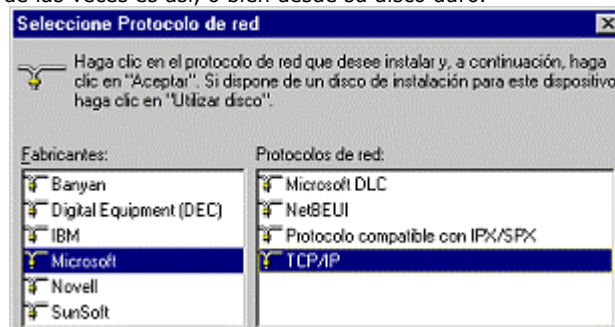 de las veces es así, o bien desde su disco duro.
Seleccione Protocolo de red
Haga clic en el protocolo de red que desee instalar y, a continuación, haga
clic en "Aceptar". Si dispone de un disco de instalación para este dispositivo
haga clic en "Utilizar disco".
Fabricantes:
Banyan
Digital Equipment (DEC)
IBM
Microsoft
Novell
SunSoft
Protocolos de red:
Microsoft DLC
NetBEUI
Protocolo compatible con IPX/SPX
TCP/IP